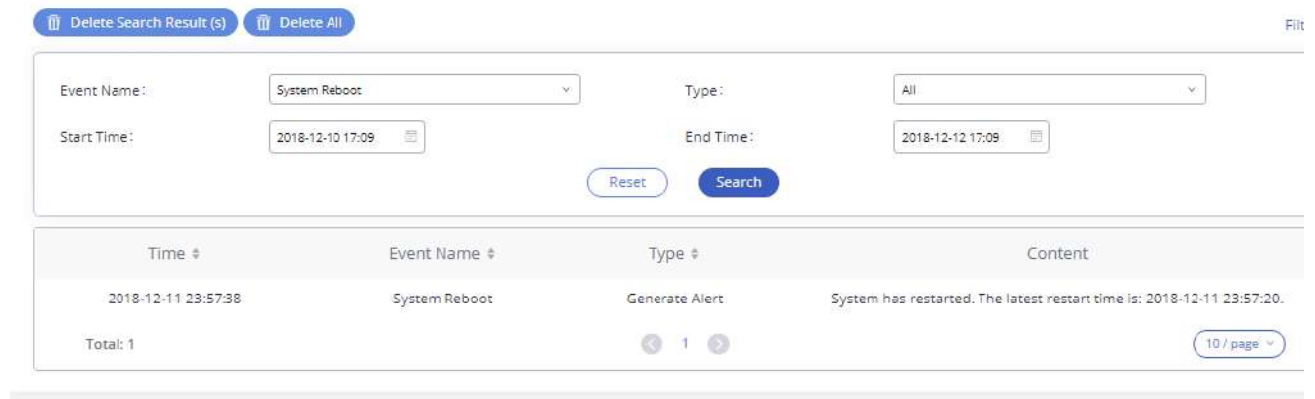 Delete Search Result (s) Delete All Filt
Event Name : System Reboot Type : All
Start Time : 2018-12-10 17:09 End Time : 2018-12-12 17:09
Reset Search
Time Event Name Type Content
2018-12-11 23:57:38 System Reboot Generate Alert System has restarted. The latest restart time is: 2018-12-11 23:57:20.
Total: 1 1 10 / page